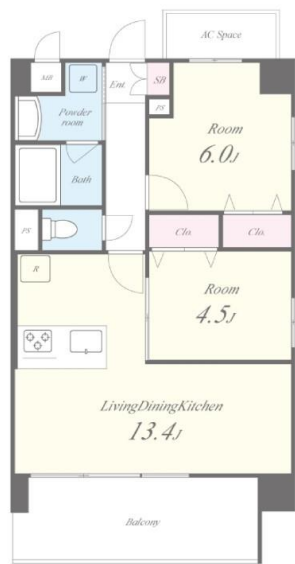 AC Space
MB
W
Ent.
SB
PS
Powder
room
Room
6.0J
Bath
PS
Clo.
Clo.
R
Room
4.5J
LivingDiningKitchen
13.4J
Balcony